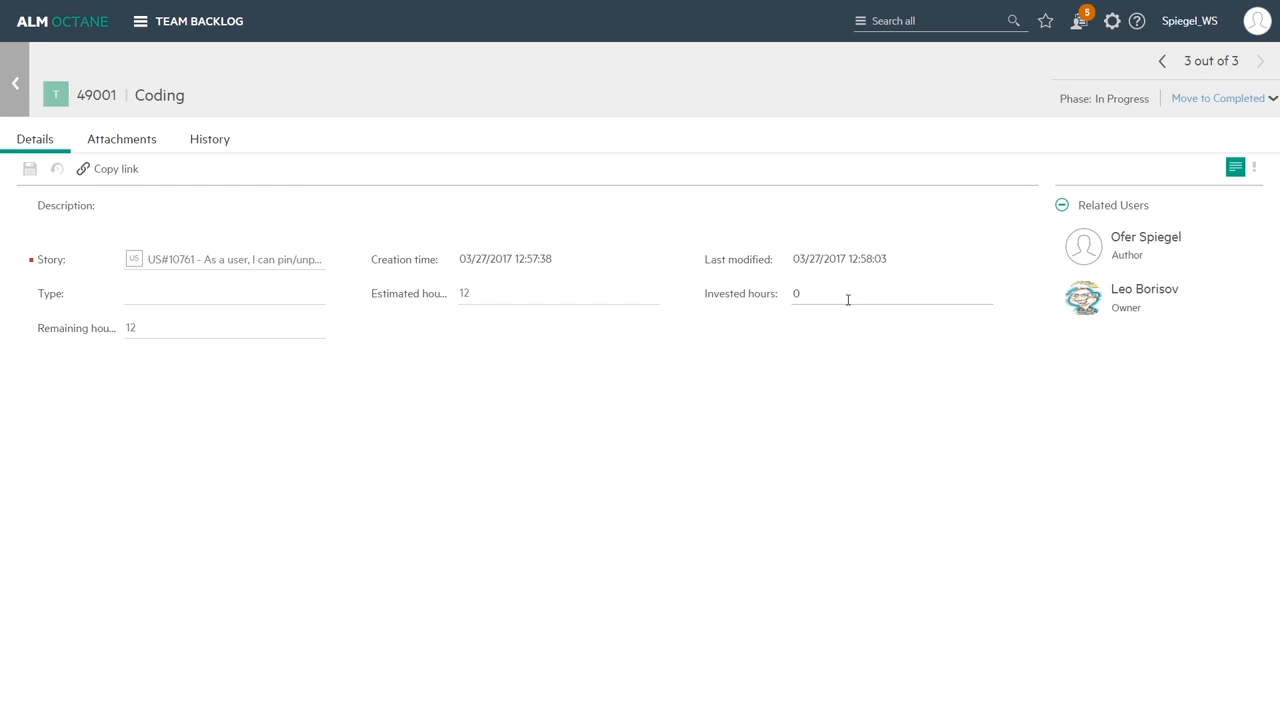 ALM OCTANE TEAM BACKLOG Search all 5 Spiegel_WS
3 out of 3
T 49001 Coding
Phase: In Progress Move to Completed
Details Attachments History
Copy link
Description:
Related Users
Ofer Spiegel
Author
Story: US US#10761 - As a user, I can pin/unp... Creation time: 03/27/2017 12:57:38 Last modified: 03/27/2017 12:58:03
Type: Estimated hou... 12 Invested hours: 0
Leo Borisov
Owner
Remaining hou... 12